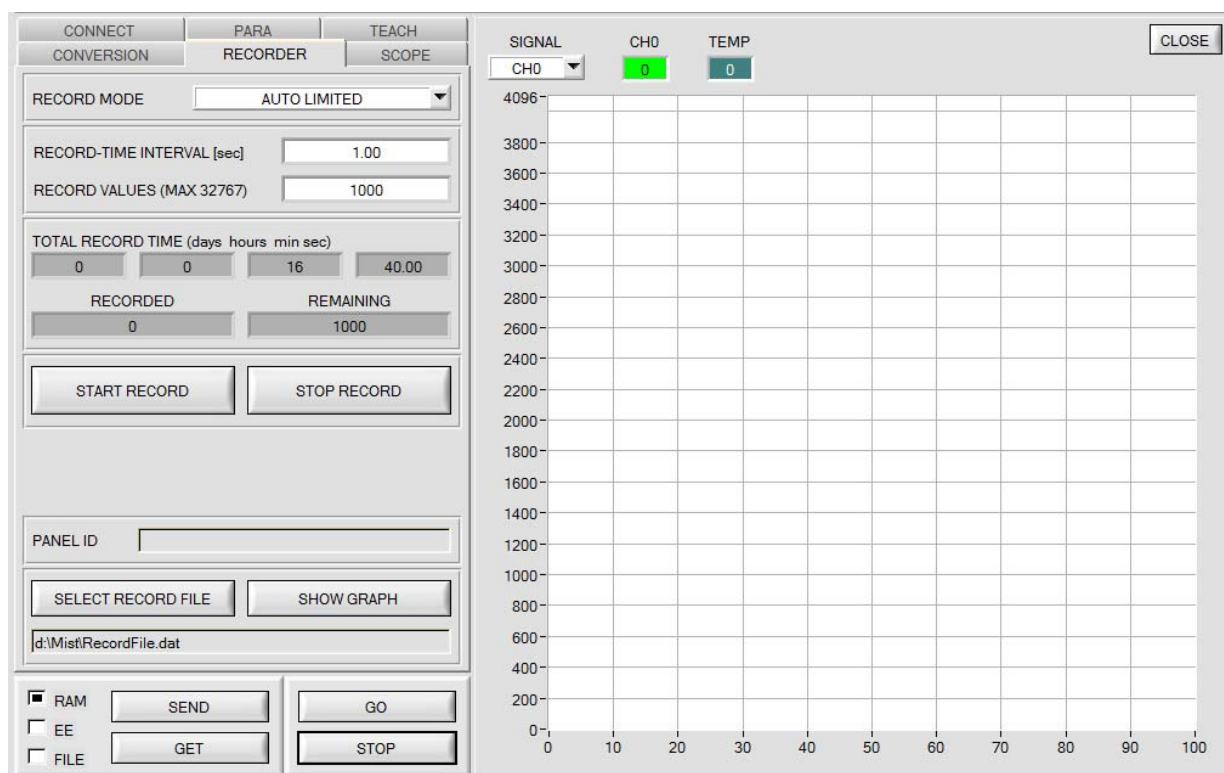 CONNECT PARA TEACH
CONVERSION RECORDER SCOPE
RECORD MODE AUTO LIMITED
RECORD-TIME INTERVAL [sec] 1.00
RECORD VALUES (MAX 32767) 1000
TOTAL RECORD TIME (days hours min sec)
0 0 16 40.00
RECORDED REMAINING
0 1000
START RECORD STOP RECORD
PANEL ID
SELECT RECORD FILE SHOW GRAPH
d:\Mist\RecordFile.dat
RAM SEND GO
EE
GET STOP
FILE
SIGNAL CH0 TEMP CLOSE
CH0 0 0
4096
3800
3600
3400
3200
3000
2800
2600
2400
2200
2000
1800
1600
1400
1200
1000
800
600
400
200
0
0 10 20 30 40 50 60 70 80 90 100